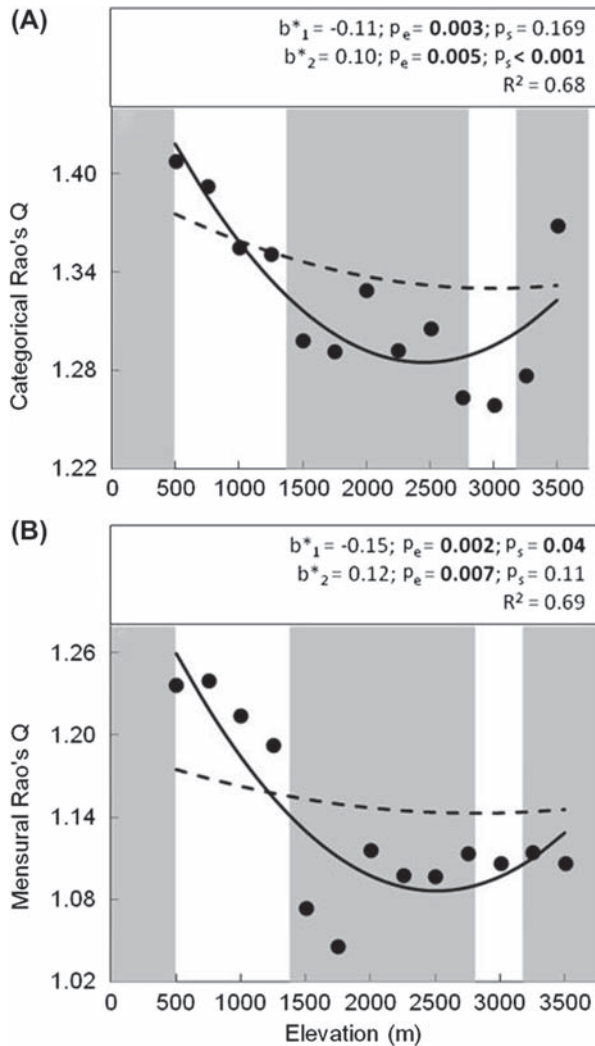 (A)
b*1 = -0.11; pe = 0.003; ps = 0.169
b*2 = 0.10; pe = 0.005; ps < 0.001
R2 = 0.68
Categorical Rao's Q
1.40
1.34
1.28
1.22
0 500 1000 1500 2000 2500 3000 3500
(B)
b*1 = -0.15; pe = 0.002; ps = 0.04
b*2 = 0.12; pe = 0.007; ps = 0.11
R2 = 0.69
Mensural Rao's Q
1.26
1.20
1.14
1.08
1.02
0 500 1000 1500 2000 2500 3000 3500
Elevation (m)